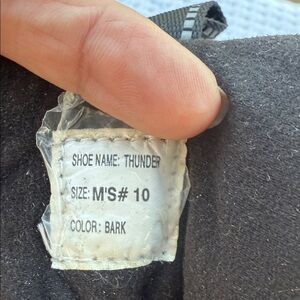 SHOE NAME: THUNDER
SIZE: M'S# 10
COLOR: BARK